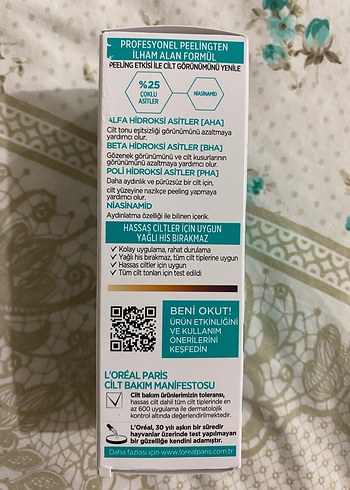 PROFESYONEL PEELİNGTEN
İLHAM ALAN FORMÜL
PEELİNG ETKİSİ İLE CİLT GÖRÜNÜMÜNÜ YENİLE
%25
ÇOKLU
ASİTLER
NİASİNAMİD
ALFA HİDROKSİ ASİTLER [AHA]
Cilt tonu eşitsizliği görünümünü azaltmaya
yardımcı olur.
BETA HİDROKSİ ASİTLER [BHA]
Gözenek görünümünü ve cilt kusurlarının
görünümünü azaltmaya yardımcı olur.
POLİ HİDROKSİ ASİTLER [PHA]
Daha aydınlık ve pürüzsüz bir cilt için,
cilt yüzeyine nazikçe peeling yapmaya
yardımcı olur.
NİASİNAMİD
Aydınlatma özelliği ile bilinen içerik.
HASSAS CİLTLER İÇİN UYGUN
YAĞLI HİS BIRAKMAZ
✓ Kolay uygulama, rahat durulama
✓ Yağlı his bırakmaz, tüm cilt tiplerine uygun
✓ Hassas ciltler için uygun
✓ Tüm cilt tonları için test edildi
BENİ OKUT!
ÜRÜN ETKİNLİĞİNİ
VE KULLANIM
ÖNERİLERİNİ
KEŞFEDİN
L'ORÉAL PARİS
CİLT BAKIM MANİFESTOSU
Cilt bakım ürünlerimizin toleransı,
hassas cilt dahil tüm cilt tiplerinde en
az 600 uygulama ile dermatolojik
kontrol altında değerlendirilmektedir.
L'Oréal, 30 yılı aşkın bir süredir
hayvanlar üzerinde test yapılmayan
bir güzelliğe kendini adamıştır.
Daha fazlası için www.lorealparis.com.tr